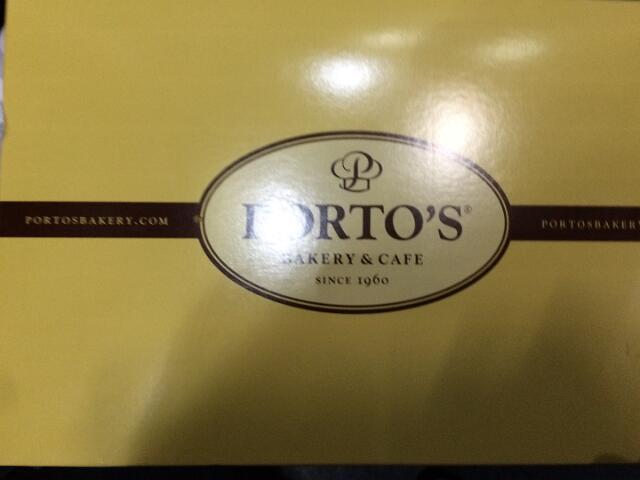 PORTOSBAKERY.COM
PORTO'S®
BAKERY & CAFE
SINCE 1960
PORTOSBAKERY